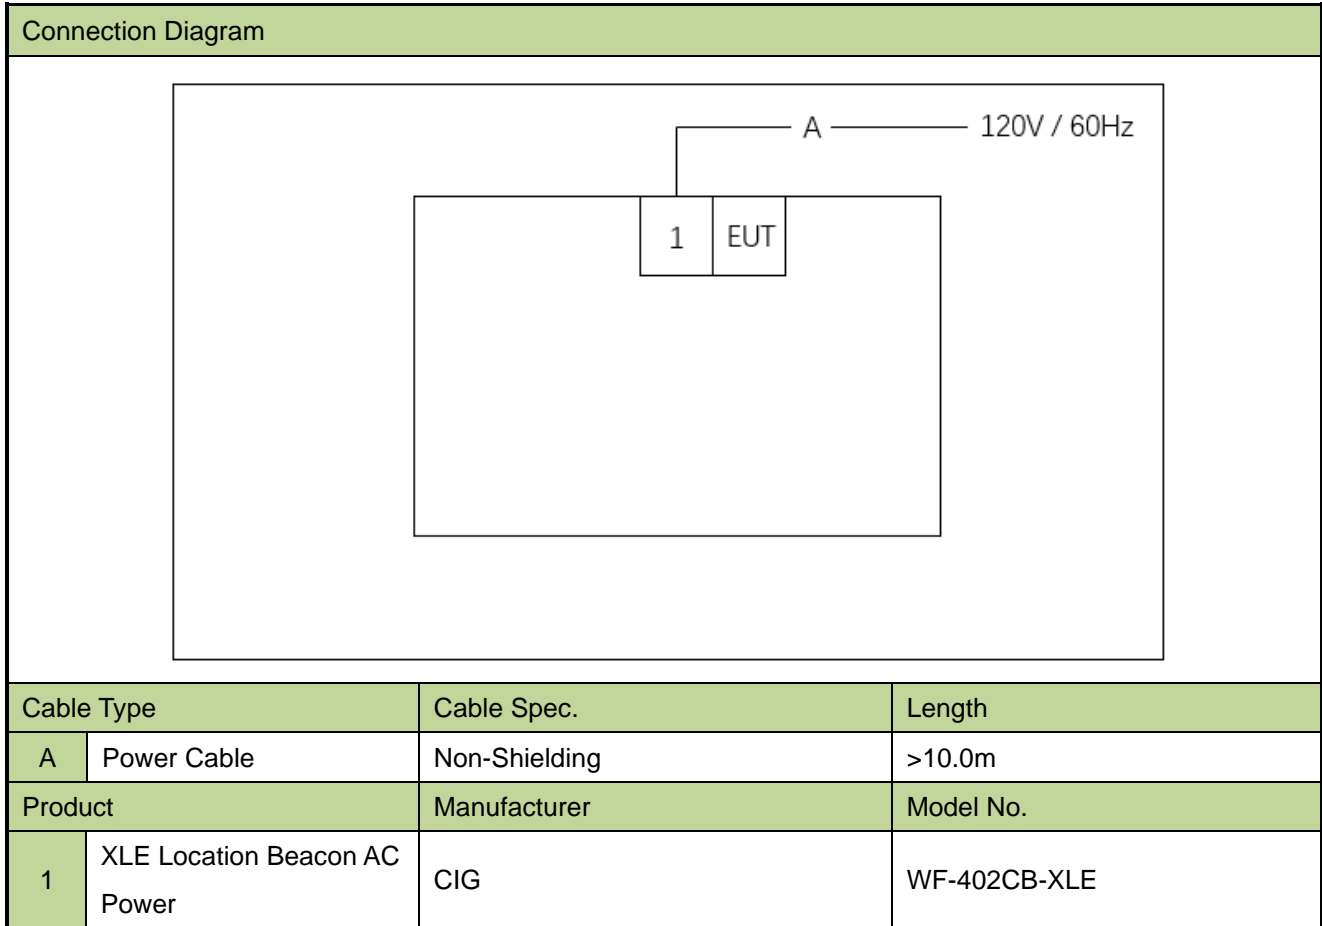 Connection Diagram
A 120V / 60Hz
1 EUT
Cable Type Cable Spec. Length
A Power Cable Non-Shielding >10.0m
Product Manufacturer Model No.
1 XLE Location Beacon AC Power CIG WF-402CB-XLE